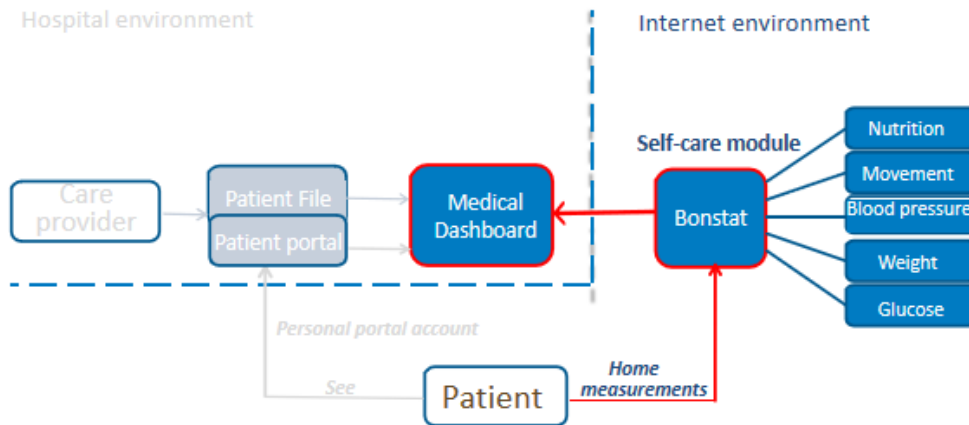 Hospital environment
Internet environment
Self-care module
Nutrition
Movement
Blood pressure
Weight
Glucose
Care
provider
Patient File
Patient portal
Medical
Dashboard
Bonstat
Personal portal account
See
Patient
Home
measurements